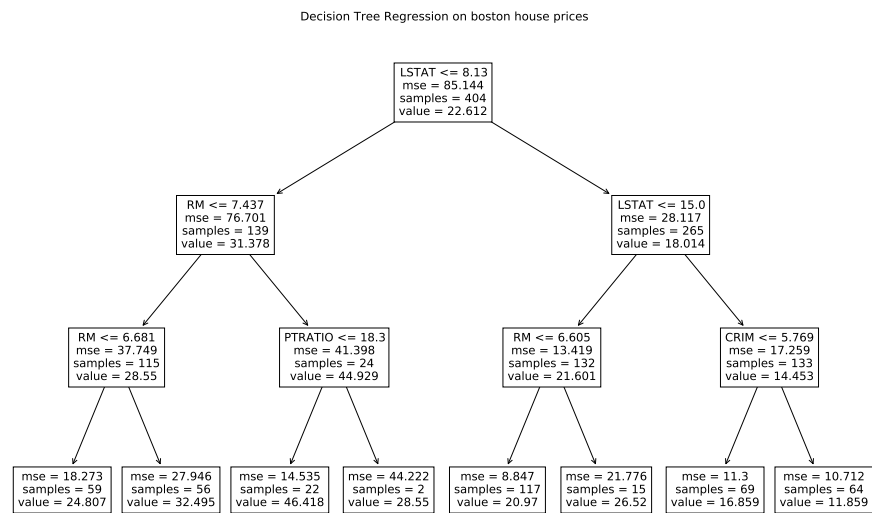 Decision Tree Regression on boston house prices
LSTAT <= 8.13
mse = 85.144
samples = 404
value = 22.612
RM <= 7.437
mse = 76.701
samples = 139
value = 31.378
LSTAT <= 15.0
mse = 28.117
samples = 265
value = 18.014
RM <= 6.681
mse = 37.749
samples = 115
value = 28.55
PTRATIO <= 18.3
mse = 41.398
samples = 24
value = 44.929
RM <= 6.605
mse = 13.419
samples = 132
value = 21.601
CRIM <= 5.769
mse = 17.259
samples = 133
value = 14.453
mse = 18.273
samples = 59
value = 24.807
mse = 27.946
samples = 56
value = 32.495
mse = 14.535
samples = 22
value = 46.418
mse = 44.222
samples = 2
value = 28.55
mse = 8.847
samples = 117
value = 20.97
mse = 21.776
samples = 15
value = 26.52
mse = 11.3
samples = 69
value = 16.859
mse = 10.712
samples = 64
value = 11.859